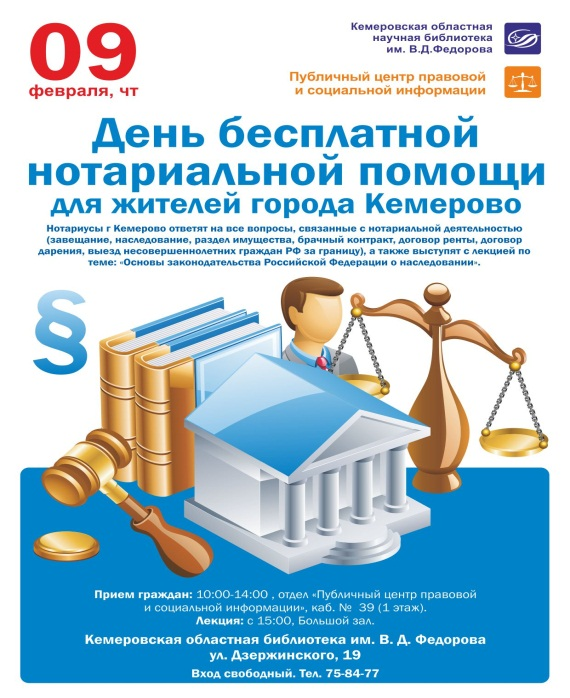 09
февраля, чт
Кемеровская областная
научная библиотека
им. В.Д.Федорова
Публичный центр правовой
и социальной информации
День бесплатной
нотариальной помощи
для жителей города Кемерово
Нотариусы г Кемерово ответят на все вопросы, связанные с нотариальной деятельностью
(завещание, наследование, раздел имущества, брачный контракт, договор ренты, договор
дарения, выезд несовершеннолетних граждан РФ за границу), а также выступят с лекцией по
теме: «Основы законодательства Российской Федерации о наследовании».
§
Прием граждан: 10:00-14:00 , отдел «Публичный центр правовой
и социальной информации», каб. № 39 (1 этаж).
Лекция: с 15:00, Большой зал.
Кемеровская областная библиотека им. В. Д. Федорова
ул. Дзержинского, 19
Вход свободный. Тел. 75-84-77